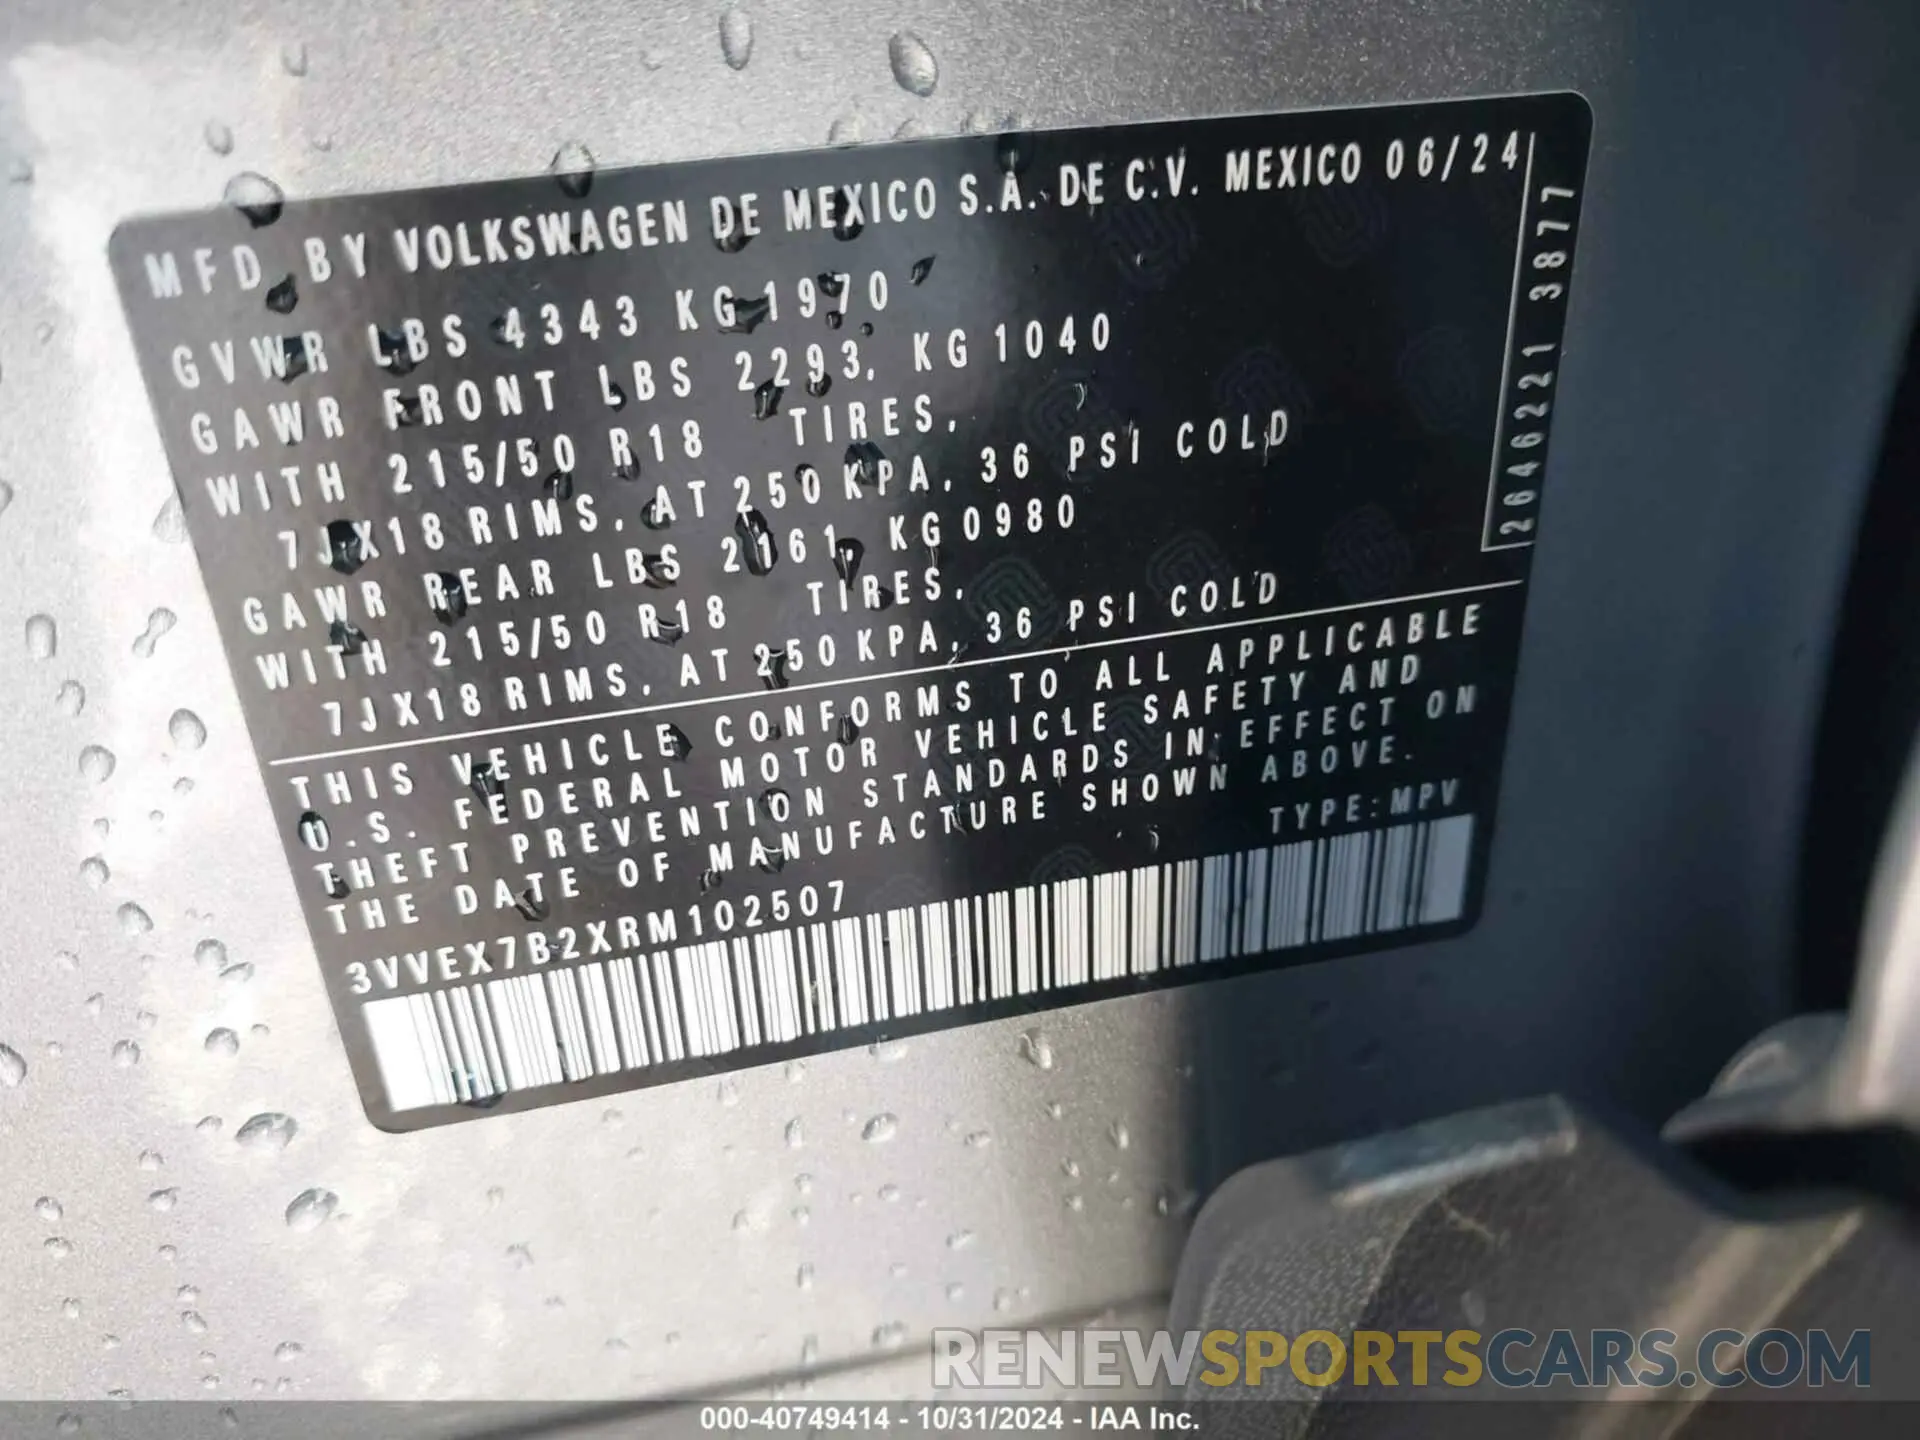 MFD. BY VOLKSWAGEN DE MEXICO S.A. DE C.V. MEXICO 06/24
GVWR LBS 4343 KG 1970
GAWR FRONT LBS 2293, KG 1040
WITH 215/50 R18 TIRES,
7JX18 RIMS, AT 250 KPA, 36 PSI COLD
GAWR REAR LBS 2161, KG 0980
WITH 215/50 R18 TIRES,
7JX18 RIMS, AT 250 KPA, 36 PSI COLD
2646221 3877
THIS VEHICLE CONFORMS TO ALL APPLICABLE
U.S. FEDERAL MOTOR VEHICLE SAFETY AND
THEFT PREVENTION STANDARDS IN EFFECT ON
THE DATE OF MANUFACTURE SHOWN ABOVE.
3VVEX7B2XRM102507 TYPE: MPV
RENEWSPORTSCARS.COM
000-40749414 - 10/31/2024 - IAA Inc.